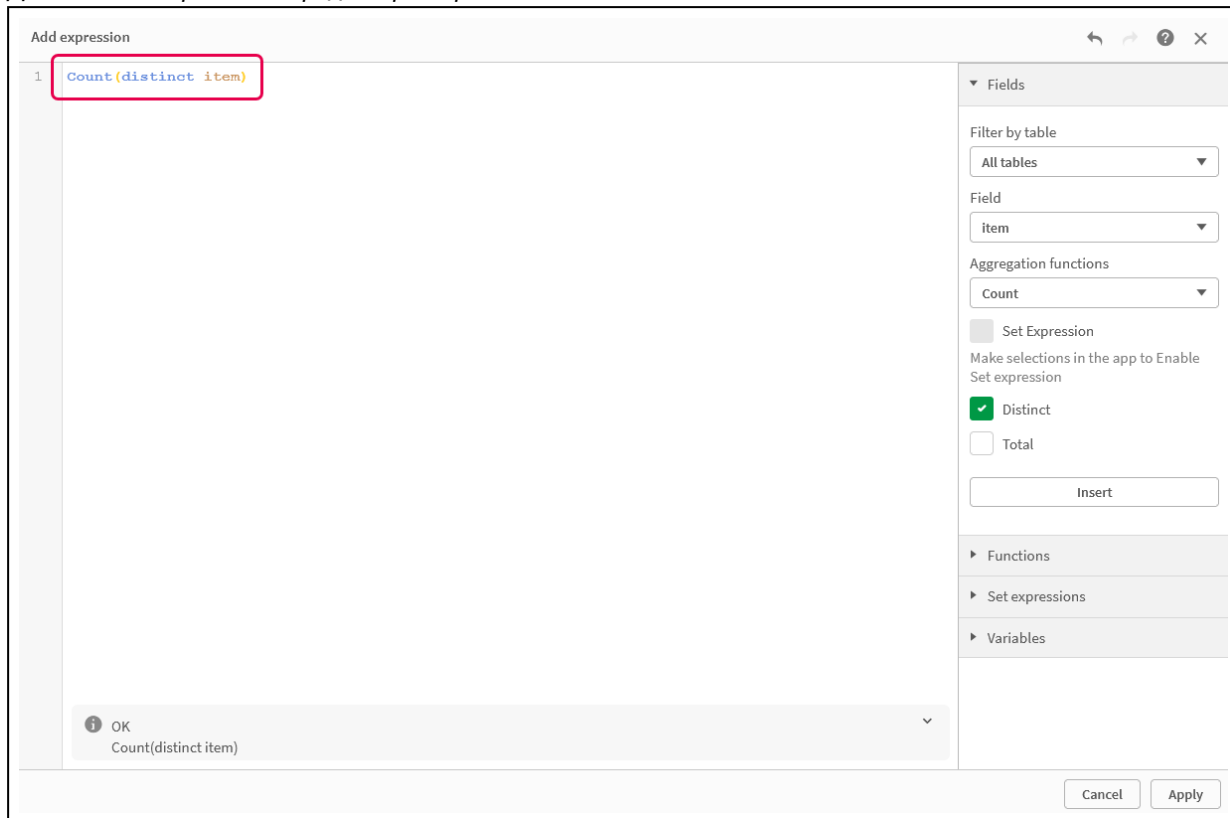 Add expression
1 Count(distinct item)
Fields
Filter by table
All tables
Field
item
Aggregation functions
Count
Set Expression
Make selections in the app to Enable
Set expression
Distinct
Total
Insert
Functions
Set expressions
Variables
OK
Count(distinct item)
Cancel
Apply